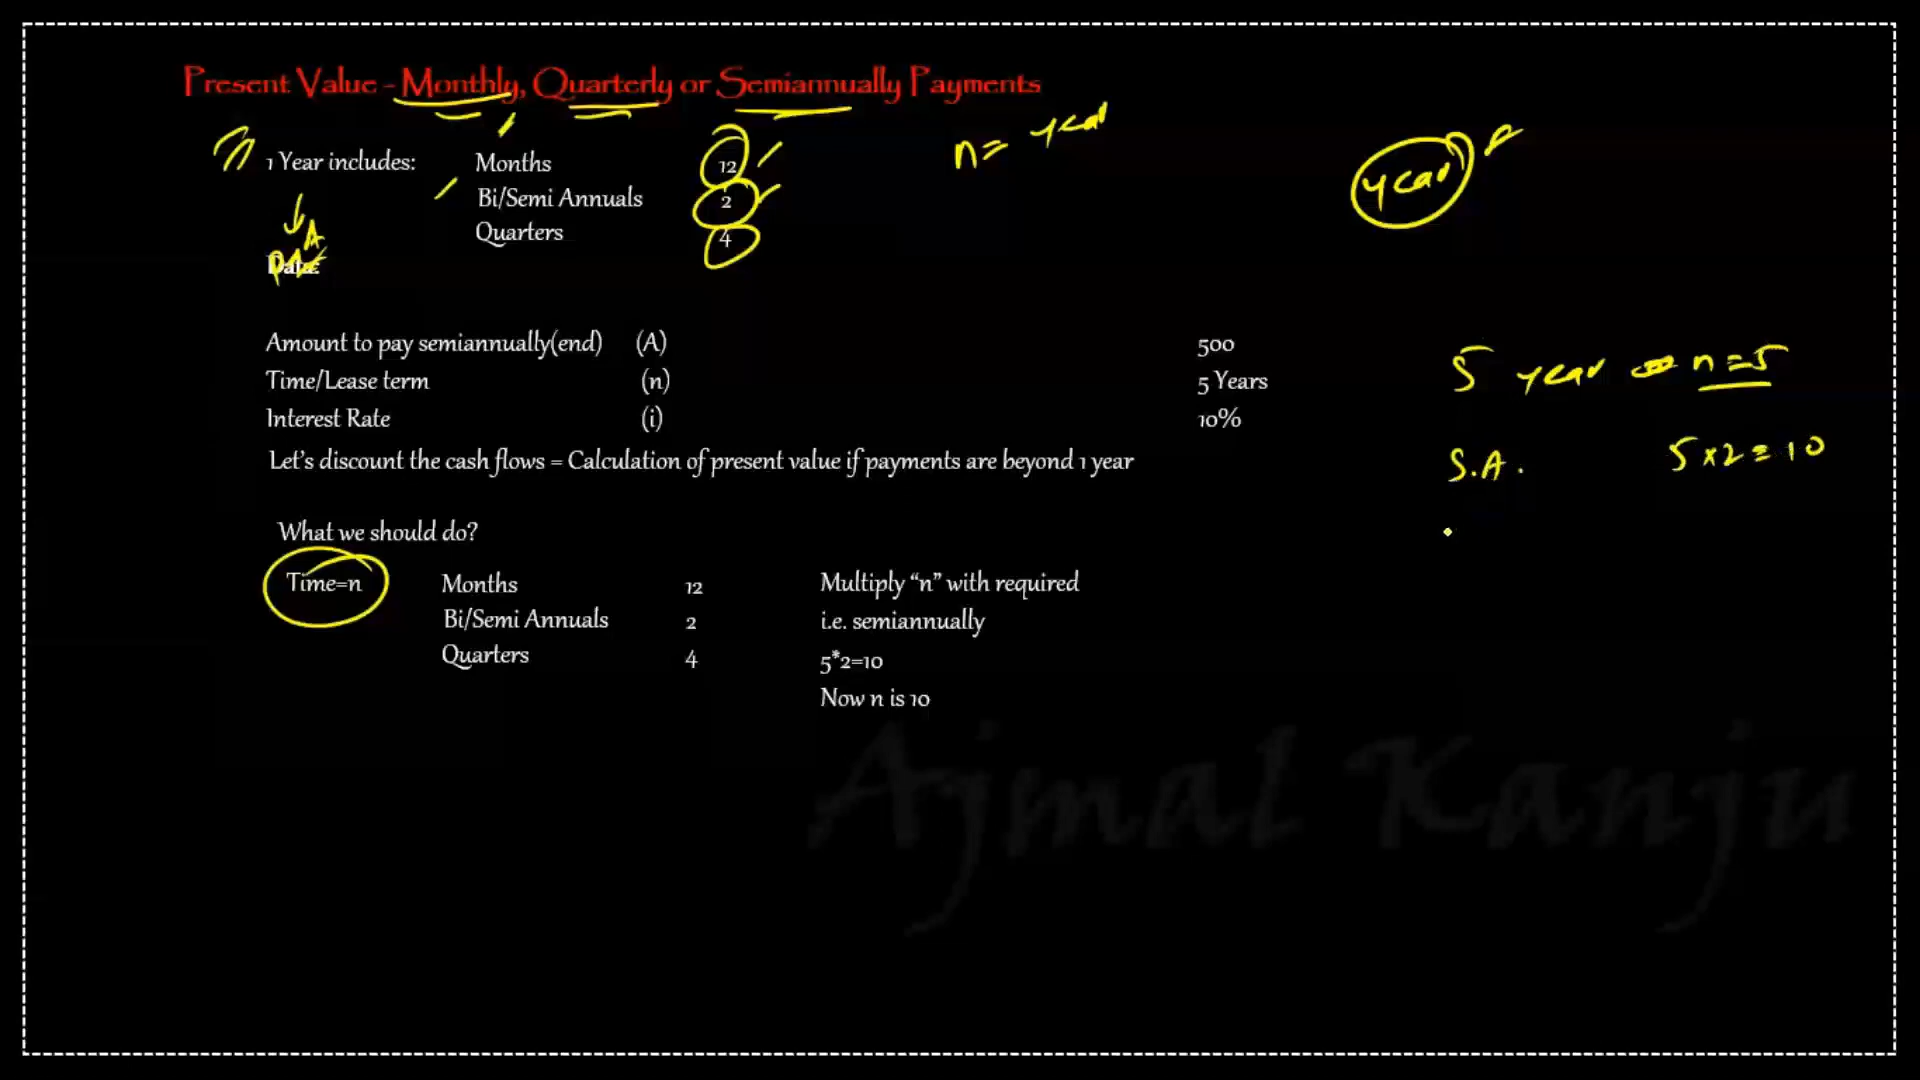 Present Value - Monthly, Quarterly or Semiannually Payments
n= year
year
1 Year includes: Months 12
Bi/Semi Annuals 2
Quarters 4
Data:
Amount to pay semiannually(end) (A) 500
Time/Lease term (n) 5 Years
5 year n=5
Interest Rate (i) 10%
Let's discount the cash flows = Calculation of present value if payments are beyond 1 year
S.A. 5×2=10
What we should do?
Time=n Months 12 Multiply “n” with required
Bi/Semi Annuals 2 i.e. semiannually
Quarters 4 5*2=10
Now n is 10
Ajmal Kanju